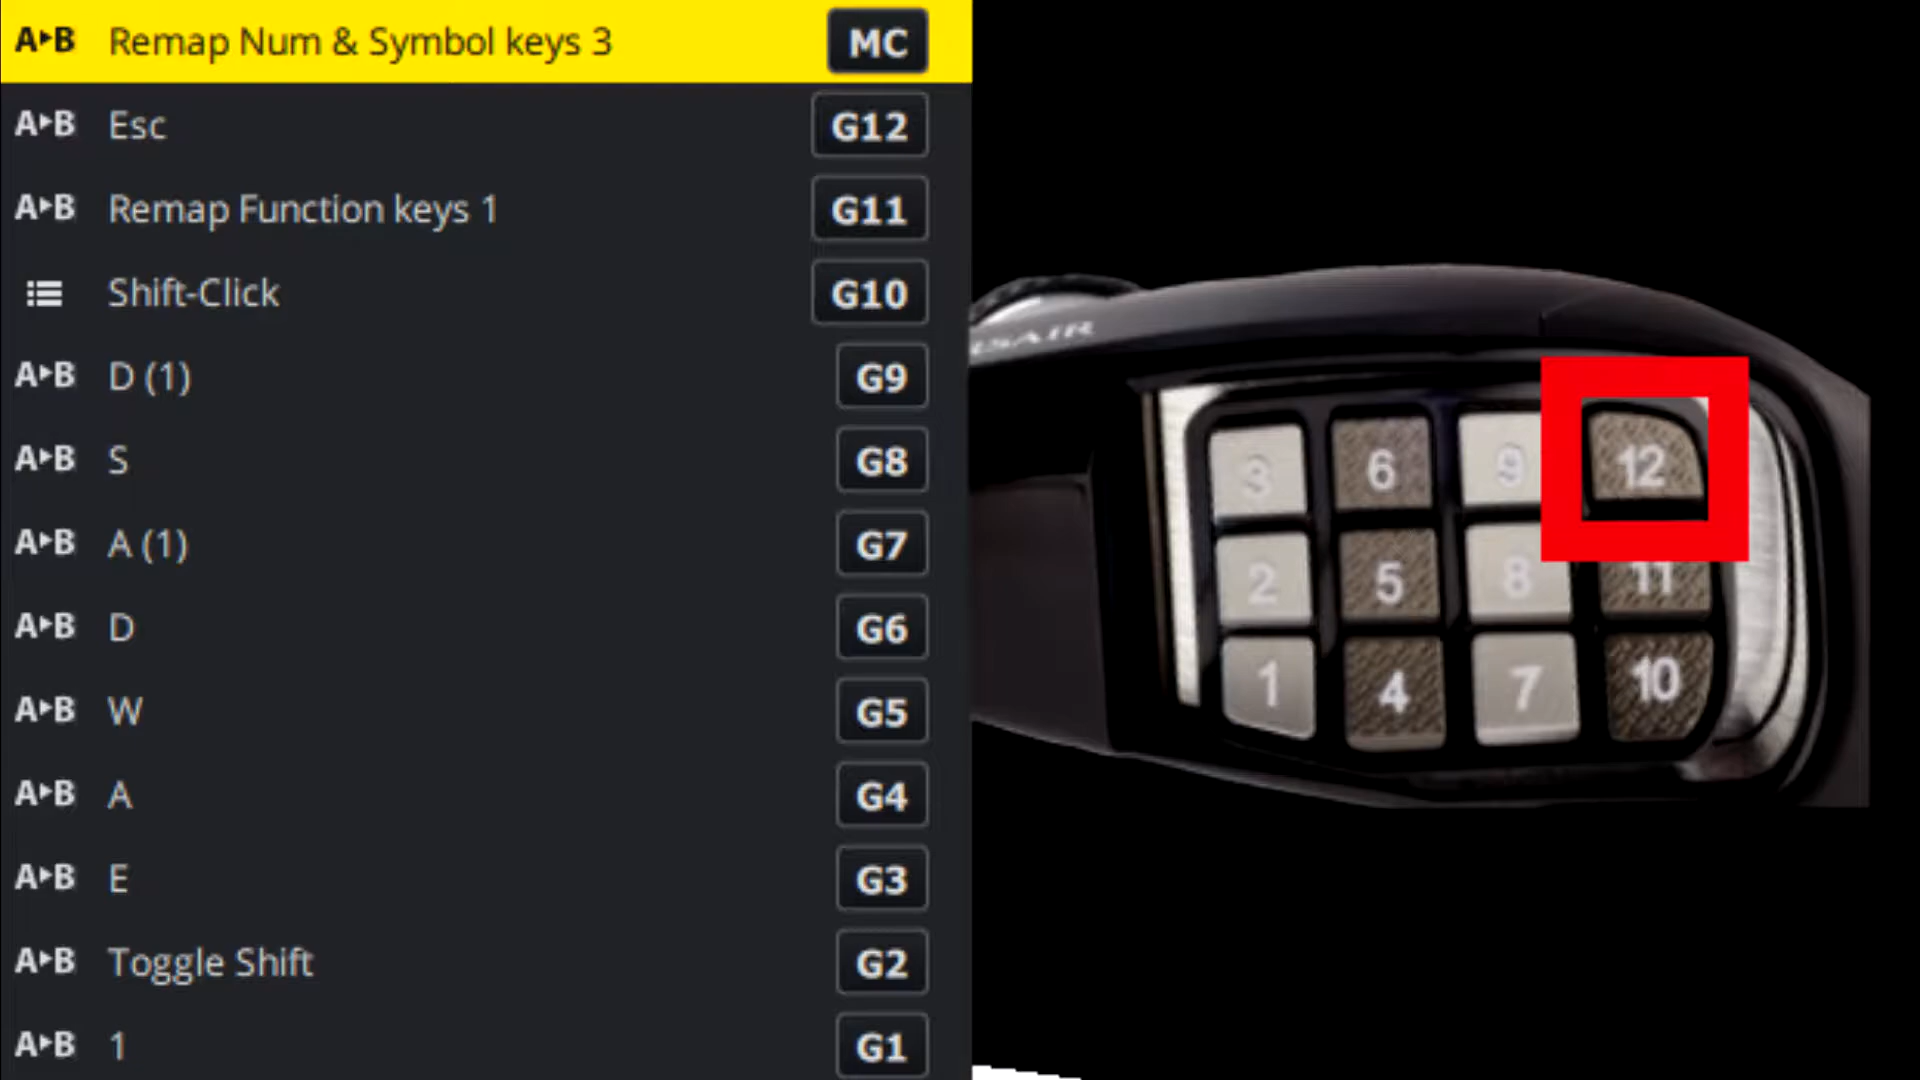 A▸B Remap Num & Symbol keys 3 MC
A▸B Esc G12
A▸B Remap Function keys 1 G11
Shift-Click G10
A▸B D (1) G9
A▸B S G8
A▸B A (1) G7
A▸B D G6
A▸B W G5
A▸B A G4
A▸B E G3
A▸B Toggle Shift G2
A▸B 1 G1
SAIR
3 6 9 12
2 5 8 11
1 4 7 10